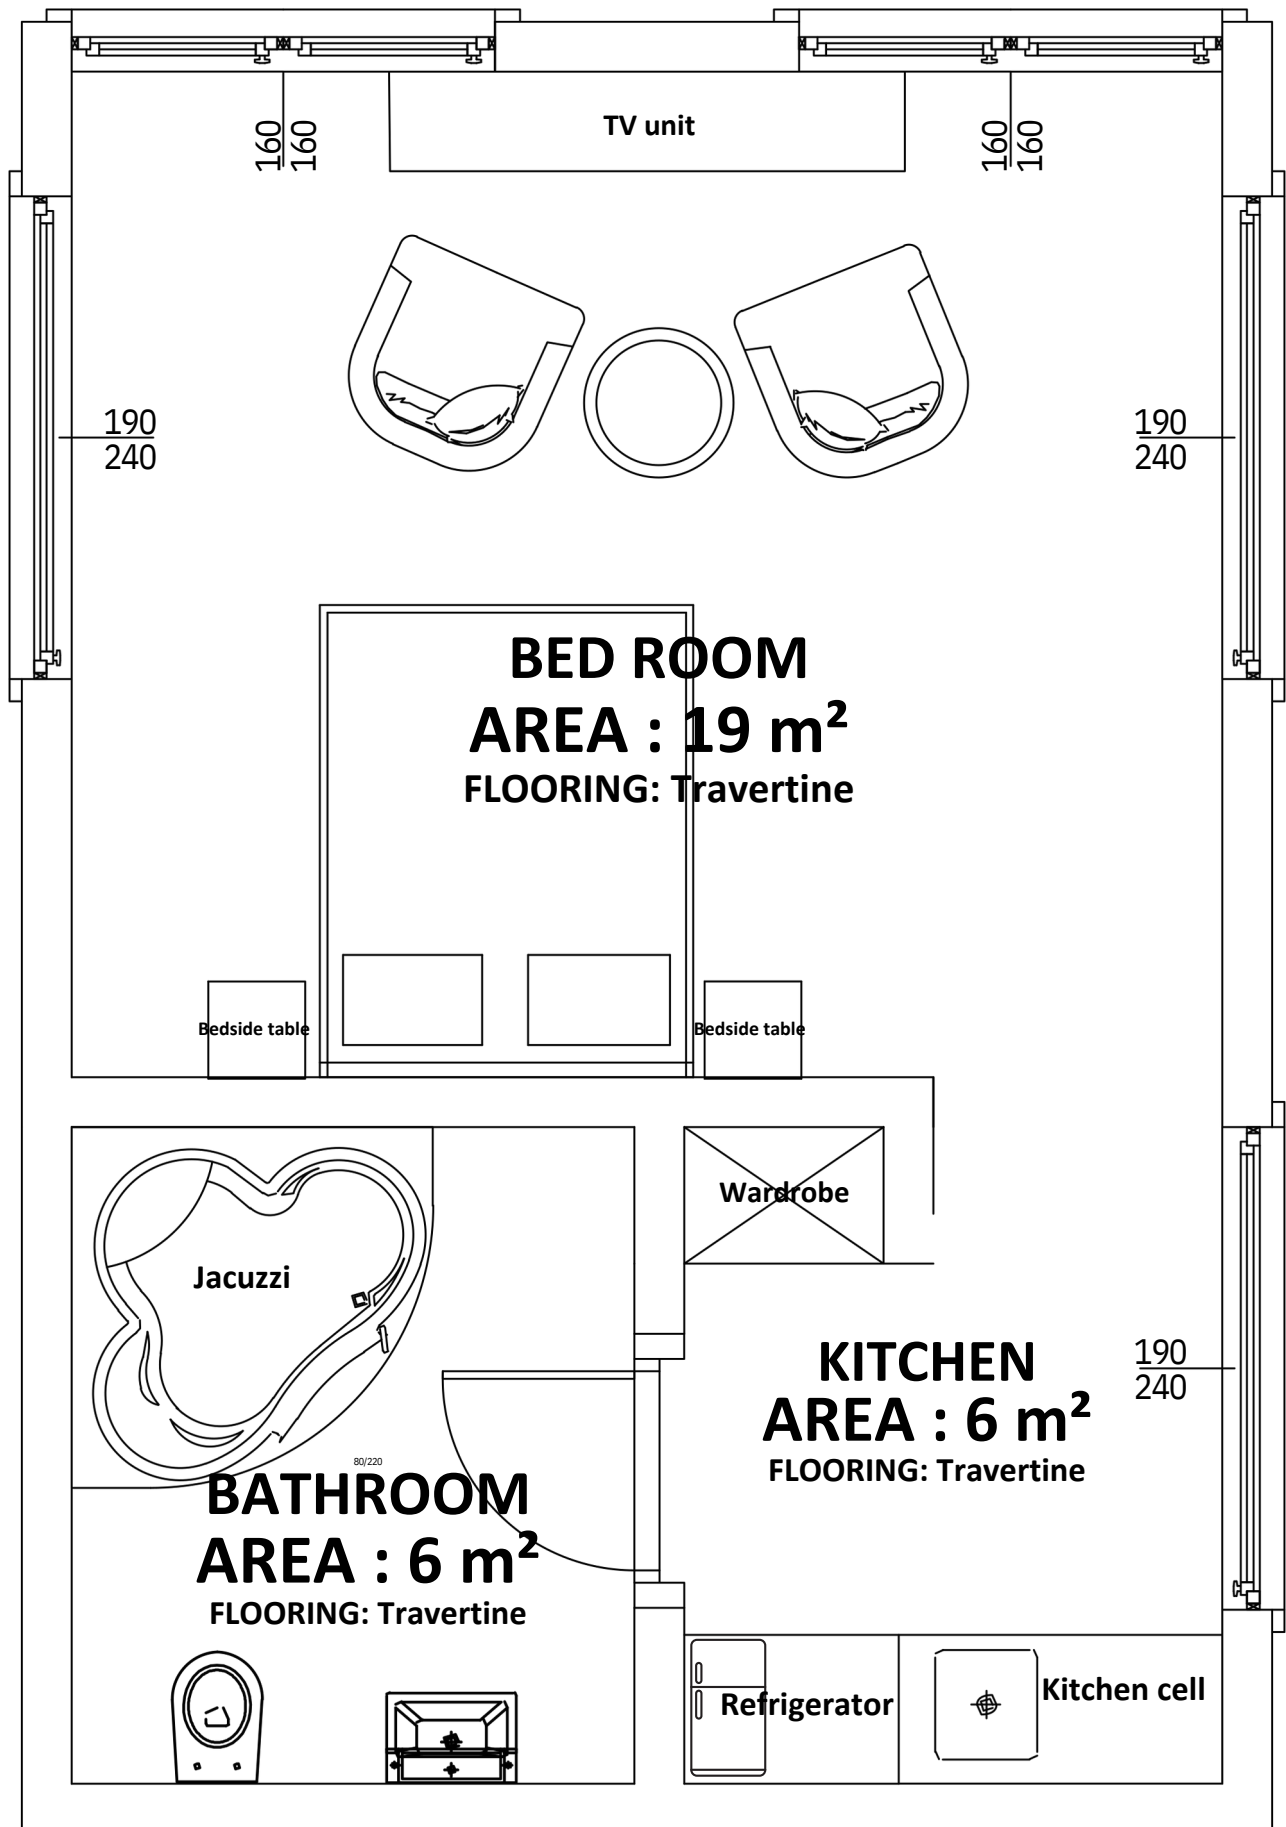 TV unit
160
160
160
160
190
240
190
240
BED ROOM
AREA : 19 m²
FLOORING: Travertine
Bedside table
Bedside table
Wardrobe
Jacuzzi
KITCHEN
AREA : 6 m²
FLOORING: Travertine
190
240
80/220
BATHROOM
AREA : 6 m²
FLOORING: Travertine
Refrigerator
Kitchen cell